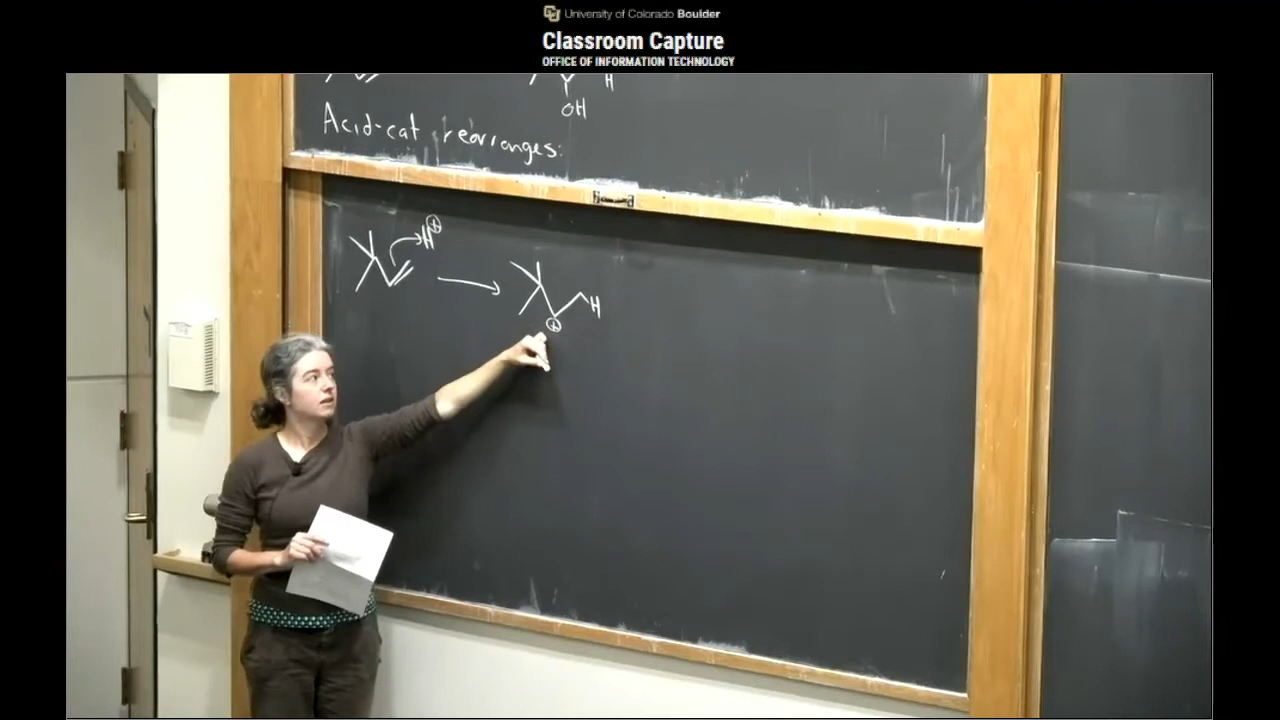 University of Colorado Boulder
Classroom Capture
OFFICE OF INFORMATION TECHNOLOGY
H
OH
Acid-cat rearranges:
H⊕
H
⊕